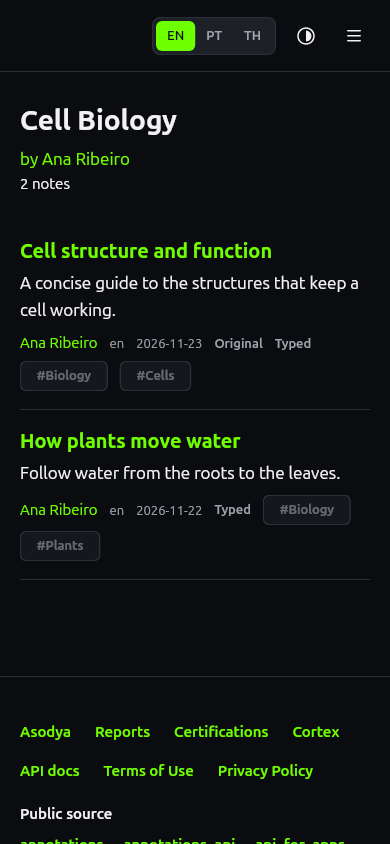 EN PT TH
Cell Biology
by Ana Ribeiro
2 notes
Cell structure and function
A concise guide to the structures that keep a
cell working.
Ana Ribeiro en 2026-11-23 Original Typed
#Biology #Cells
How plants move water
Follow water from the roots to the leaves.
Ana Ribeiro en 2026-11-22 Typed #Biology
#Plants
Asodya Reports Certifications Cortex
API docs Terms of Use Privacy Policy
Public source
annotations annotations_api api_for_apps